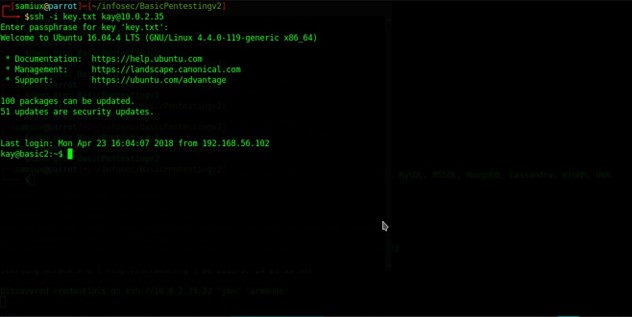 ┌─[samiux@parrot]─[~/infosec/BasicPentestingv2]
└──╼ $ssh -i key.txt kay@10.0.2.35
Enter passphrase for key 'key.txt':
Welcome to Ubuntu 16.04.4 LTS (GNU/Linux 4.4.0-119-generic x86_64)
* Documentation:  https://help.ubuntu.com
* Management:     https://landscape.canonical.com
* Support:        https://ubuntu.com/advantage
100 packages can be updated.
51 updates are security updates.
Last login: Mon Apr 23 16:04:07 2018 from 192.168.56.102
kay@basic2:~$